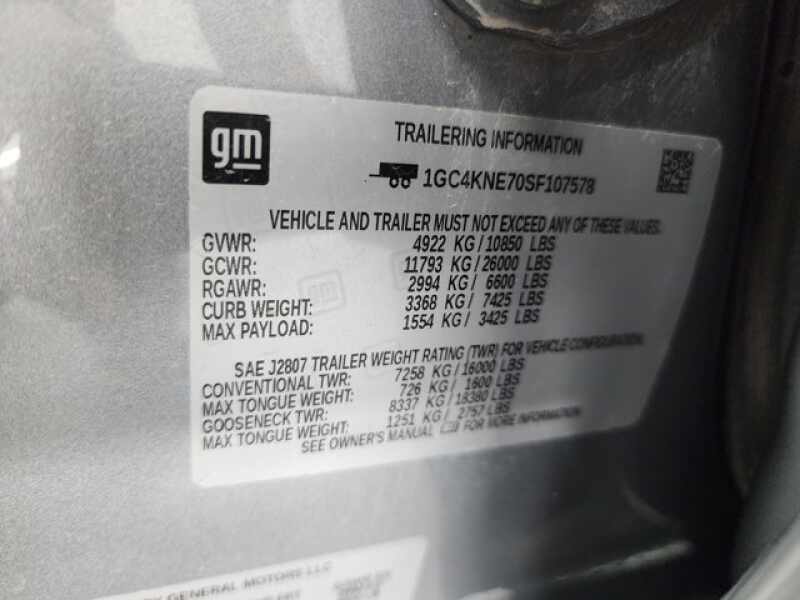 gm
TRAILERING INFORMATION
1GC4KNE70SF107578
VEHICLE AND TRAILER MUST NOT EXCEED ANY OF THESE VALUES.
GVWR: 4922 KG / 10850 LBS
GCWR: 11793 KG / 26000 LBS
RGAWR: 2994 KG / 6600 LBS
CURB WEIGHT: 3368 KG / 7425 LBS
MAX PAYLOAD: 1554 KG / 3425 LBS
SAE J2807 TRAILER WEIGHT RATING (TWR) FOR VEHICLE CONFIGURATION.
CONVENTIONAL TWR: 7258 KG / 16000 LBS
MAX TONGUE WEIGHT: 726 KG / 1600 LBS
GOOSENECK TWR: 8337 KG / 18380 LBS
MAX TONGUE WEIGHT: 1251 KG / 2757 LBS
SEE OWNER'S MANUAL FOR MORE INFORMATION
GENERAL MOTORS LLC